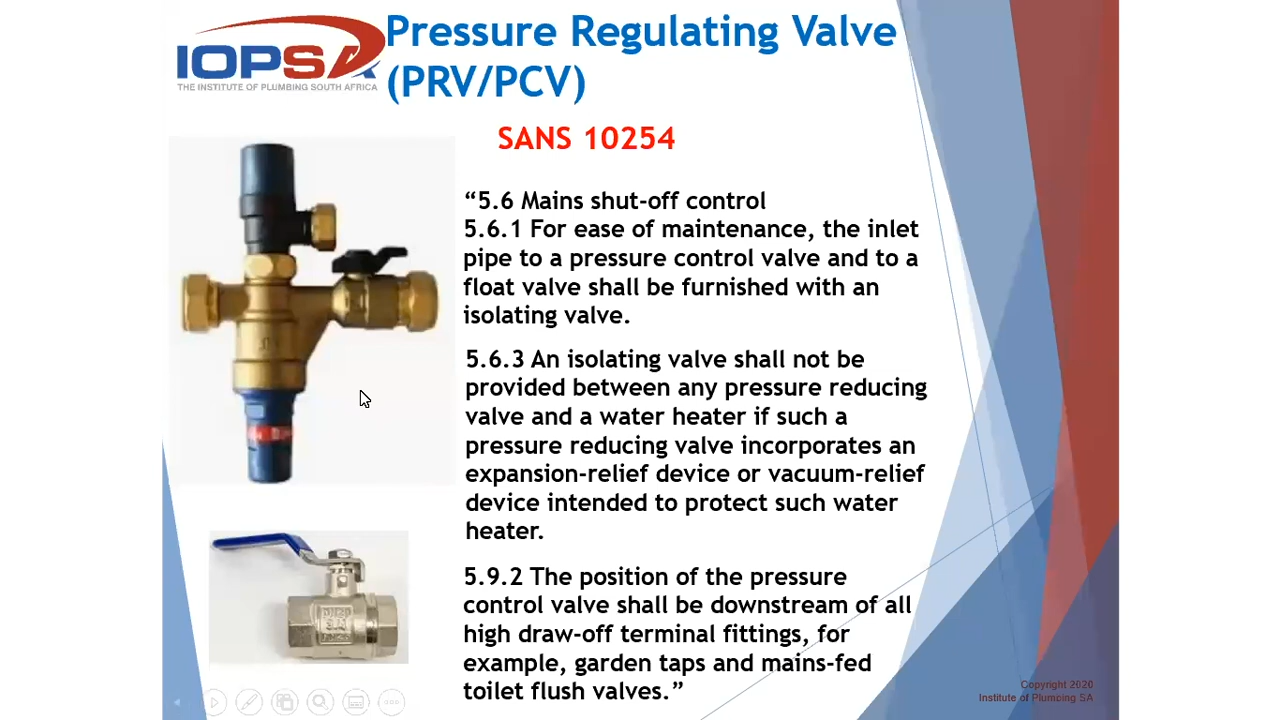 IOPSA
THE INSTITUTE OF PLUMBING SOUTH AFRICA
Pressure Regulating Valve
(PRV/PCV)
SANS 10254
“5.6 Mains shut-off control
5.6.1 For ease of maintenance, the inlet
pipe to a pressure control valve and to a
float valve shall be furnished with an
isolating valve.
5.6.3 An isolating valve shall not be
provided between any pressure reducing
valve and a water heater if such a
pressure reducing valve incorporates an
expansion-relief device or vacuum-relief
device intended to protect such water
heater.
5.9.2 The position of the pressure
control valve shall be downstream of all
high draw-off terminal fittings, for
example, garden taps and mains-fed
toilet flush valves.”
Copyright 2020
Institute of Plumbing SA